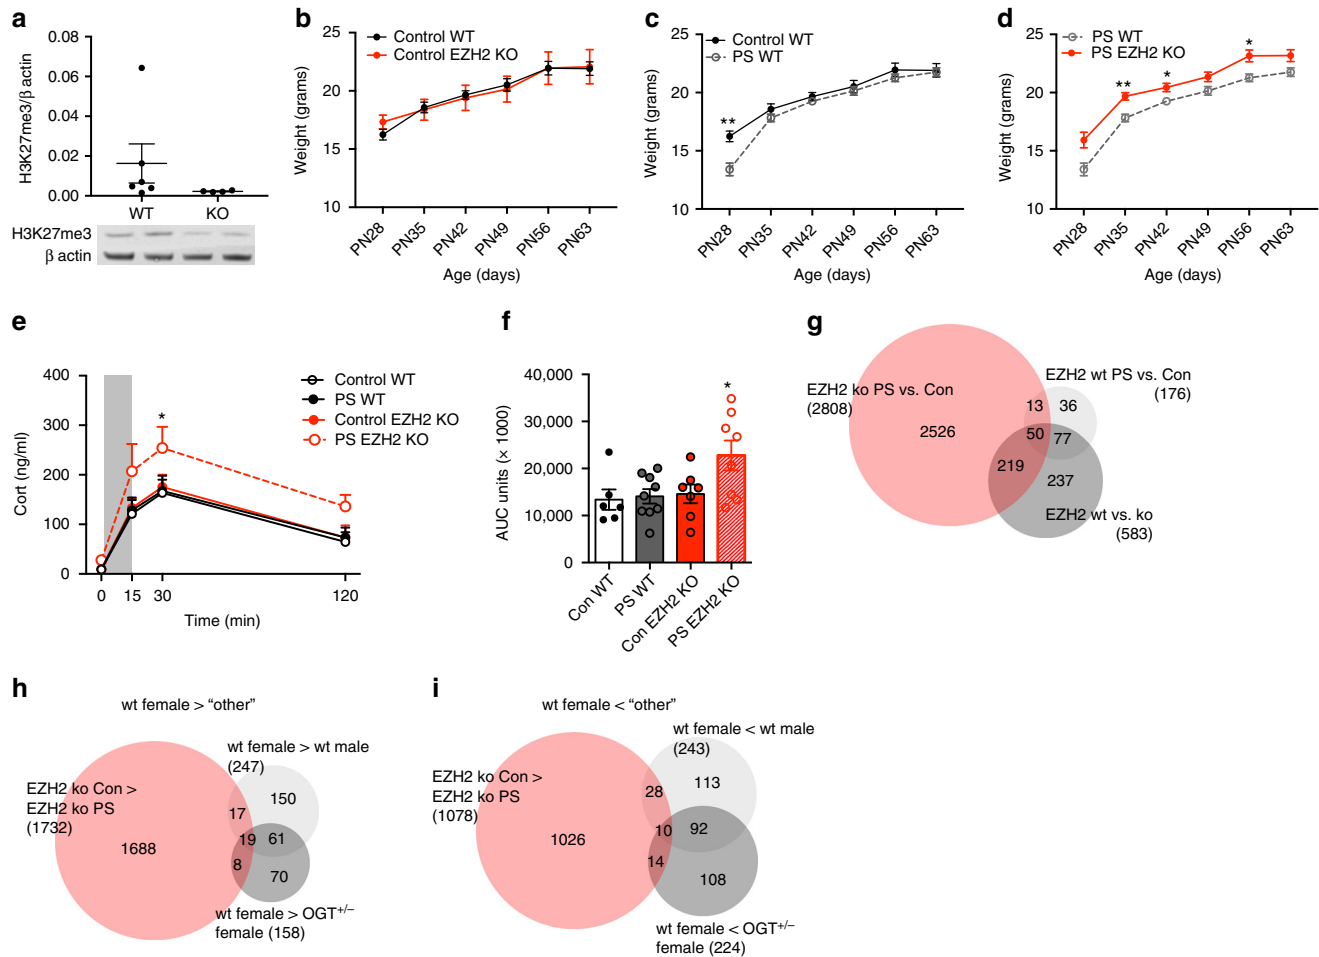 a
0.08
0.06
0.04
0.02
0.00
H3K27me3/β actin
WT
KO
H3K27me3
β actin
b
25
20
15
10
Weight (grams)
Control WT
Control EZH2 KO
PN28
PN35
PN42
PN49
PN56
PN63
Age (days)
c
25
20
15
10
Weight (grams)
Control WT
PS WT
**
PN28
PN35
PN42
PN49
PN56
PN63
Age (days)
d
25
20
15
10
Weight (grams)
PS WT
PS EZH2 KO
**
*
*
PN28
PN35
PN42
PN49
PN56
PN63
Age (days)
e
400
300
200
100
0
Cort (ng/ml)
*
0
15
30
120
Time (min)
Control WT
PS WT
Control EZH2 KO
PS EZH2 KO
f
40,000
30,000
20,000
10,000
0
AUC units (× 1000)
*
Con WT
PS WT
Con EZH2 KO
PS EZH2 KO
g
EZH2 ko PS vs. Con
(2808)
EZH2 wt PS vs. Con
(176)
13
36
2526
50
77
219
237
EZH2 wt vs. ko
(583)
h
wt female > “other”
wt female > wt male
(247)
EZH2 ko Con >
EZH2 ko PS
(1732)
150
17
1688
19
61
8
70
wt female > OGT+/–
female (158)
i
wt female < “other”
wt female < wt male
(243)
EZH2 ko Con >
EZH2 ko PS
(1078)
113
28
1026
10
92
14
108
wt female < OGT+/–
female (224)